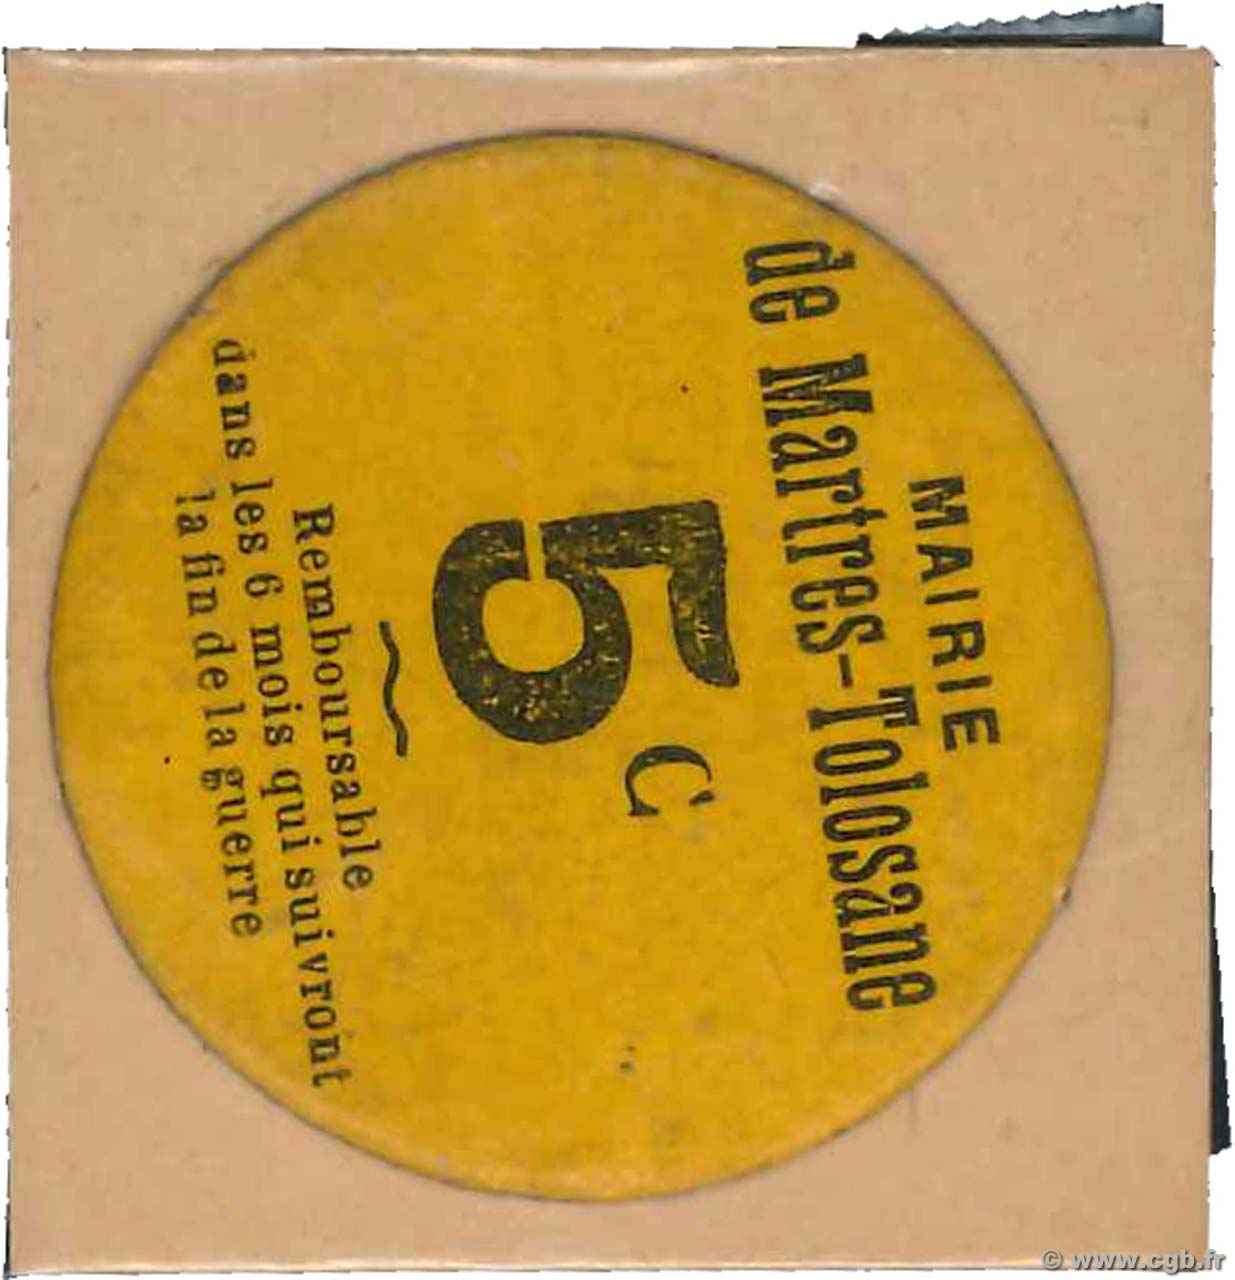 MAIRIE
de Martres-Tolosane
5 C
Remboursable
dans les 6 mois qui suivront
la fin de la guerre
© www.cgb.fr